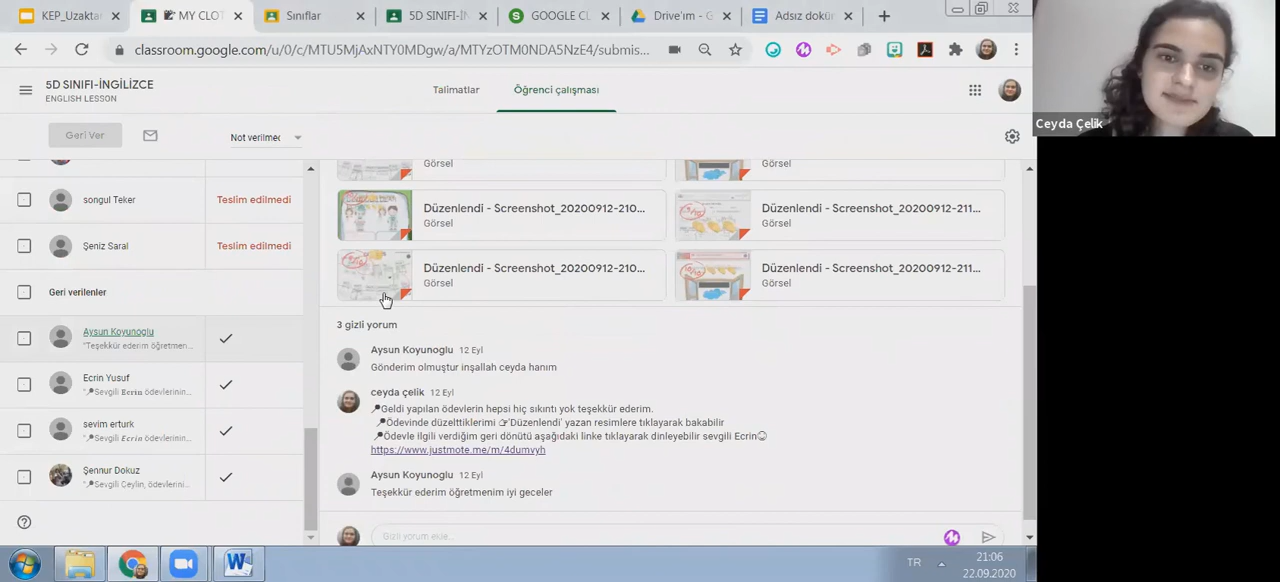 KEP_Uzaktar
MY CLOT
Sınıflar
5D SINIFI-İN
GOOGLE CL
Drive'ım - G
Adsız dokü
classroom.google.com/u/0/c/MTU5MjAxNTY0MDgw/a/MTYzOTM0NDA5NzE4/submis...
5D SINIFI-İNGİLİZCE
ENGLISH LESSON
Talimatlar
Öğrenci çalışması
Ceyda Çelik
Geri Ver
Not verilmed
Görsel
Görsel
songul Teker
Teslim edilmedi
Düzenlendi - Screenshot_20200912-210...
Görsel
Düzenlendi - Screenshot_20200912-211...
Görsel
Şeniz Saral
Teslim edilmedi
Düzenlendi - Screenshot_20200912-210...
Görsel
Düzenlendi - Screenshot_20200912-211...
Görsel
Geri verilenler
Aysun Koyunoglu
"Teşekkür ederim öğretmen...
Ecrin Yusuf
"📍Sevgili Ecrin ödevlerinin...
sevim erturk
"📍Sevgili Ecrin ödevlerinin...
Şennur Dokuz
"📍Sevgili Ceylin, ödevlerini...
3 gizli yorum
Aysun Koyunoglu 12 Eyl
Gönderim olmuştur inşallah ceyda hanım
ceyda çelik 12 Eyl
📍Geldi yapılan ödevlerin hepsi hiç sıkıntı yok teşekkür ederim.
📍Ödevinde düzelttiklerimi 👉'Düzenlendi' yazan resimlere tıklayarak bakabilir
📍Ödevle ilgili verdiğim geri dönütü aşağıdaki linke tıklayarak dinleyebilir sevgili Ecrin😊
https://www.justmote.me/m/4dumvyh
Aysun Koyunoglu 12 Eyl
Teşekkür ederim öğretmenim iyi geceler
Gizli yorum ekle...
TR
21:06
22.09.2020